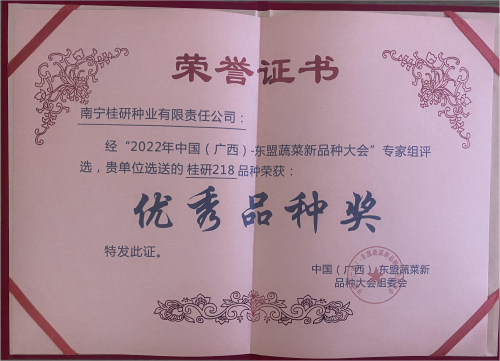 荣誉证书
南宁桂研种业有限责任公司：
经“2022年中国（广西）-东盟蔬菜新品种大会”专家组评
选，贵单位选送的 桂研218 品种荣获：
优秀品种奖
特发此证。
中国（广西）-东盟蔬菜新
品种大会组委会